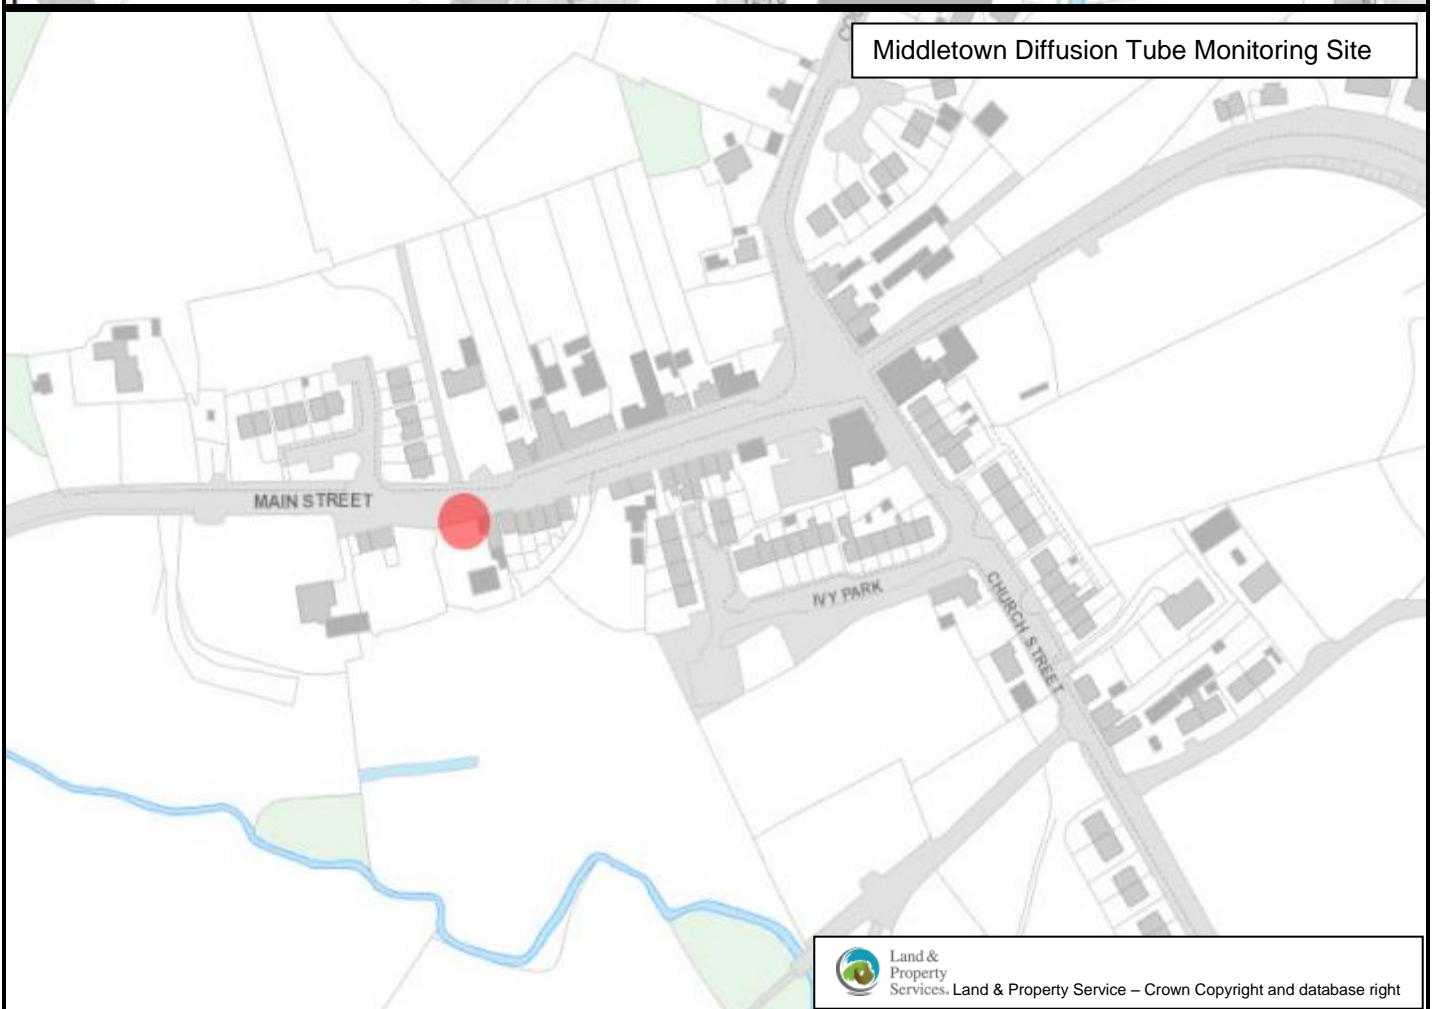 Middletown Diffusion Tube Monitoring Site
MAIN STREET
IVY PARK
CHURCH STREET
Land &
Property
Services. Land & Property Service – Crown Copyright and database right